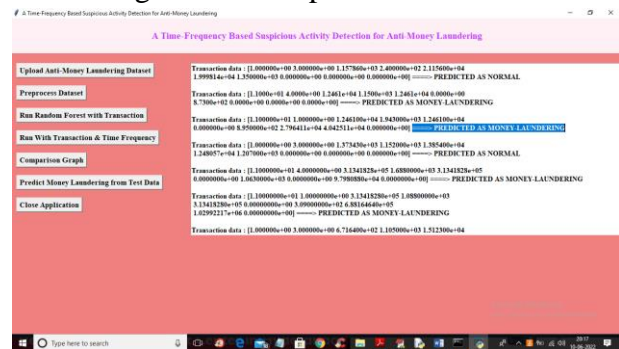 A Time-Frequency Based Suspicious Activity Detection for Anti-Money Laundering
A Time-Frequency Based Suspicious Activity Detection for Anti-Money Laundering
Upload Anti-Money Laundering Dataset
Preprocess Dataset
Run Random Forest with Transaction
Run With Transaction & Time Frequency
Comparison Graph
Predict Money Laundering from Test Data
Close Application
Transaction data : [1.000000e+00 3.000000e+00 1.157860e+03 2.400000e+02 2.115600e+04
1.999814e+04 1.350000e+03 0.000000e+00 0.000000e+00 0.000000e+00] ====> PREDICTED AS NORMAL
Transaction data : [1.1000e+01 4.0000e+00 1.2461e+04 1.1500e+03 1.2461e+04 0.0000e+00
8.7300e+02 0.0000e+00 0.0000e+00 0.0000e+00] ====> PREDICTED AS MONEY-LAUNDERING
Transaction data : [1.100000e+01 1.000000e+00 1.246100e+04 1.943000e+03 1.246100e+04
0.000000e+00 8.950000e+02 2.796411e+04 4.042511e+04 0.000000e+00] ====> PREDICTED AS MONEY-LAUNDERING
Transaction data : [1.000000e+00 3.000000e+00 1.373430e+03 1.152000e+03 1.385400e+04
1.248057e+04 1.207000e+03 0.000000e+00 0.000000e+00 0.000000e+00] ====> PREDICTED AS NORMAL
Transaction data : [1.1000000e+01 4.0000000e+00 3.1341828e+05 1.6880000e+03 3.1341828e+05
0.0000000e+00 1.0630000e+03 0.0000000e+00 9.7980880e+04 0.0000000e+00] ====> PREDICTED AS MONEY-LAUNDERING
Transaction data : [1.10000000e+01 1.00000000e+00 3.13418280e+05 1.08800000e+03
3.13418280e+05 0.00000000e+00 3.09000000e+02 6.88164640e+05
1.02992217e+06 0.00000000e+00] ====> PREDICTED AS MONEY-LAUNDERING
Transaction data : [1.000000e+00 3.000000e+00 6.716400e+02 1.105000e+03 1.512300e+04
Type here to search
20:17
10-06-2022